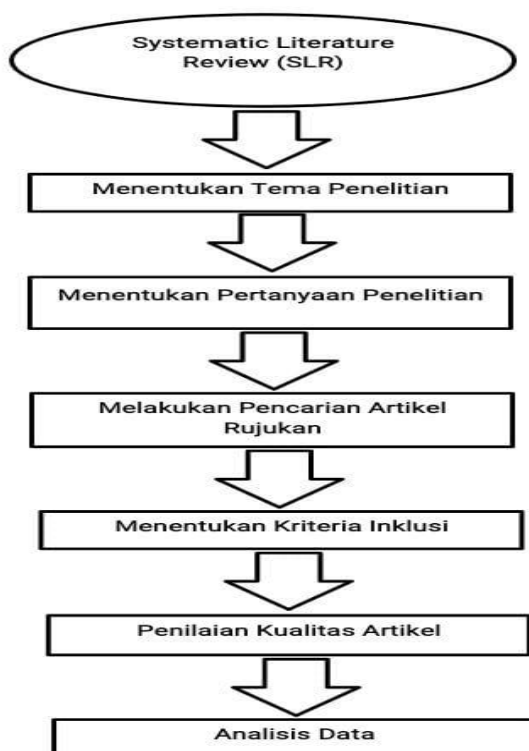 Systematic Literature
Review (SLR)
Menentukan Tema Penelitian
Menentukan Pertanyaan Penelitian
Melakukan Pencarian Artikel
Rujukan
Menentukan Kriteria Inklusi
Penilaian Kualitas Artikel
Analisis Data